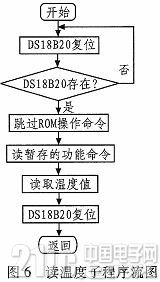 开始
DS18B20复位
DS18B20存在?
否
是
跳过ROM操作命令
读暂存的功能命令
读取温度值
DS18B20复位
返回
图6 读温度子程序流图